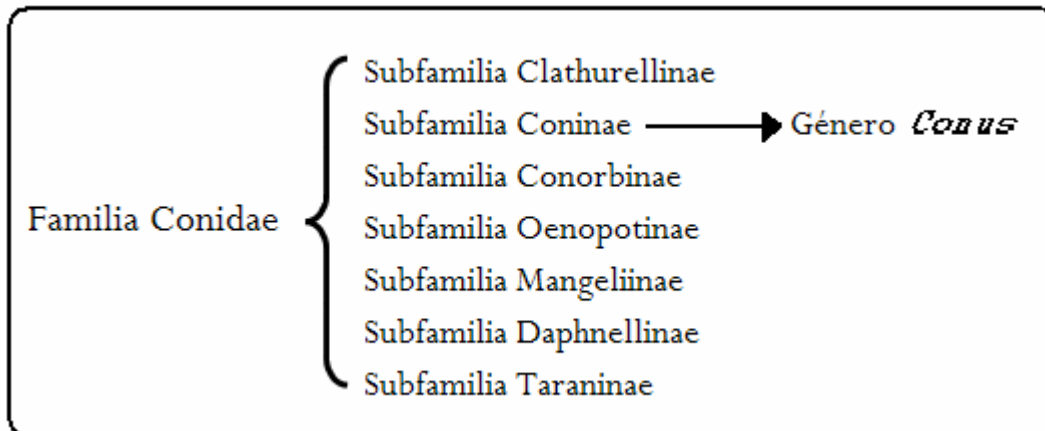 Familia Conidae
Subfamilia Clathurellinae
Subfamilia Coninae
Género Conus
Subfamilia Conorbinae
Subfamilia Oenopotinae
Subfamilia Mangeliinae
Subfamilia Daphnellinae
Subfamilia Taraninae